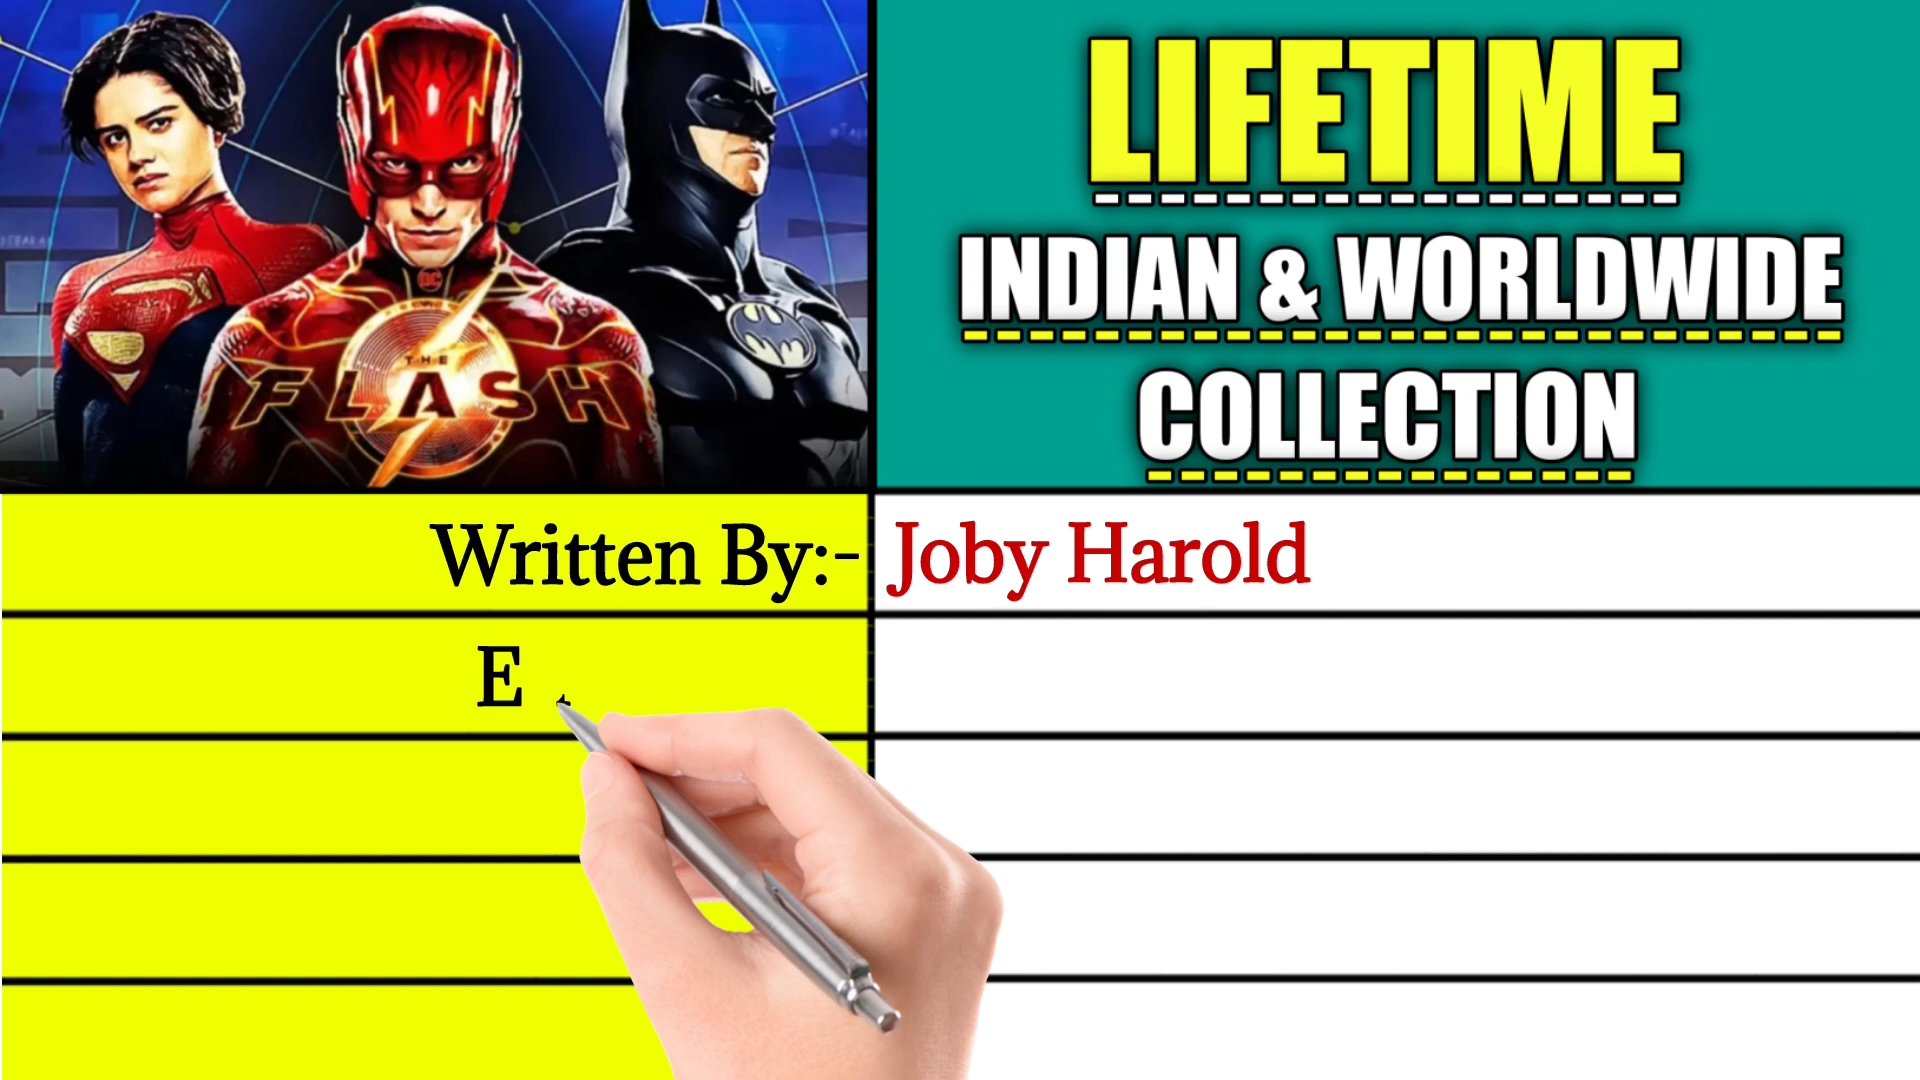 THE
FLASH
LIFETIME
INDIAN & WORLDWIDE
COLLECTION
Written By:- Joby Harold
E